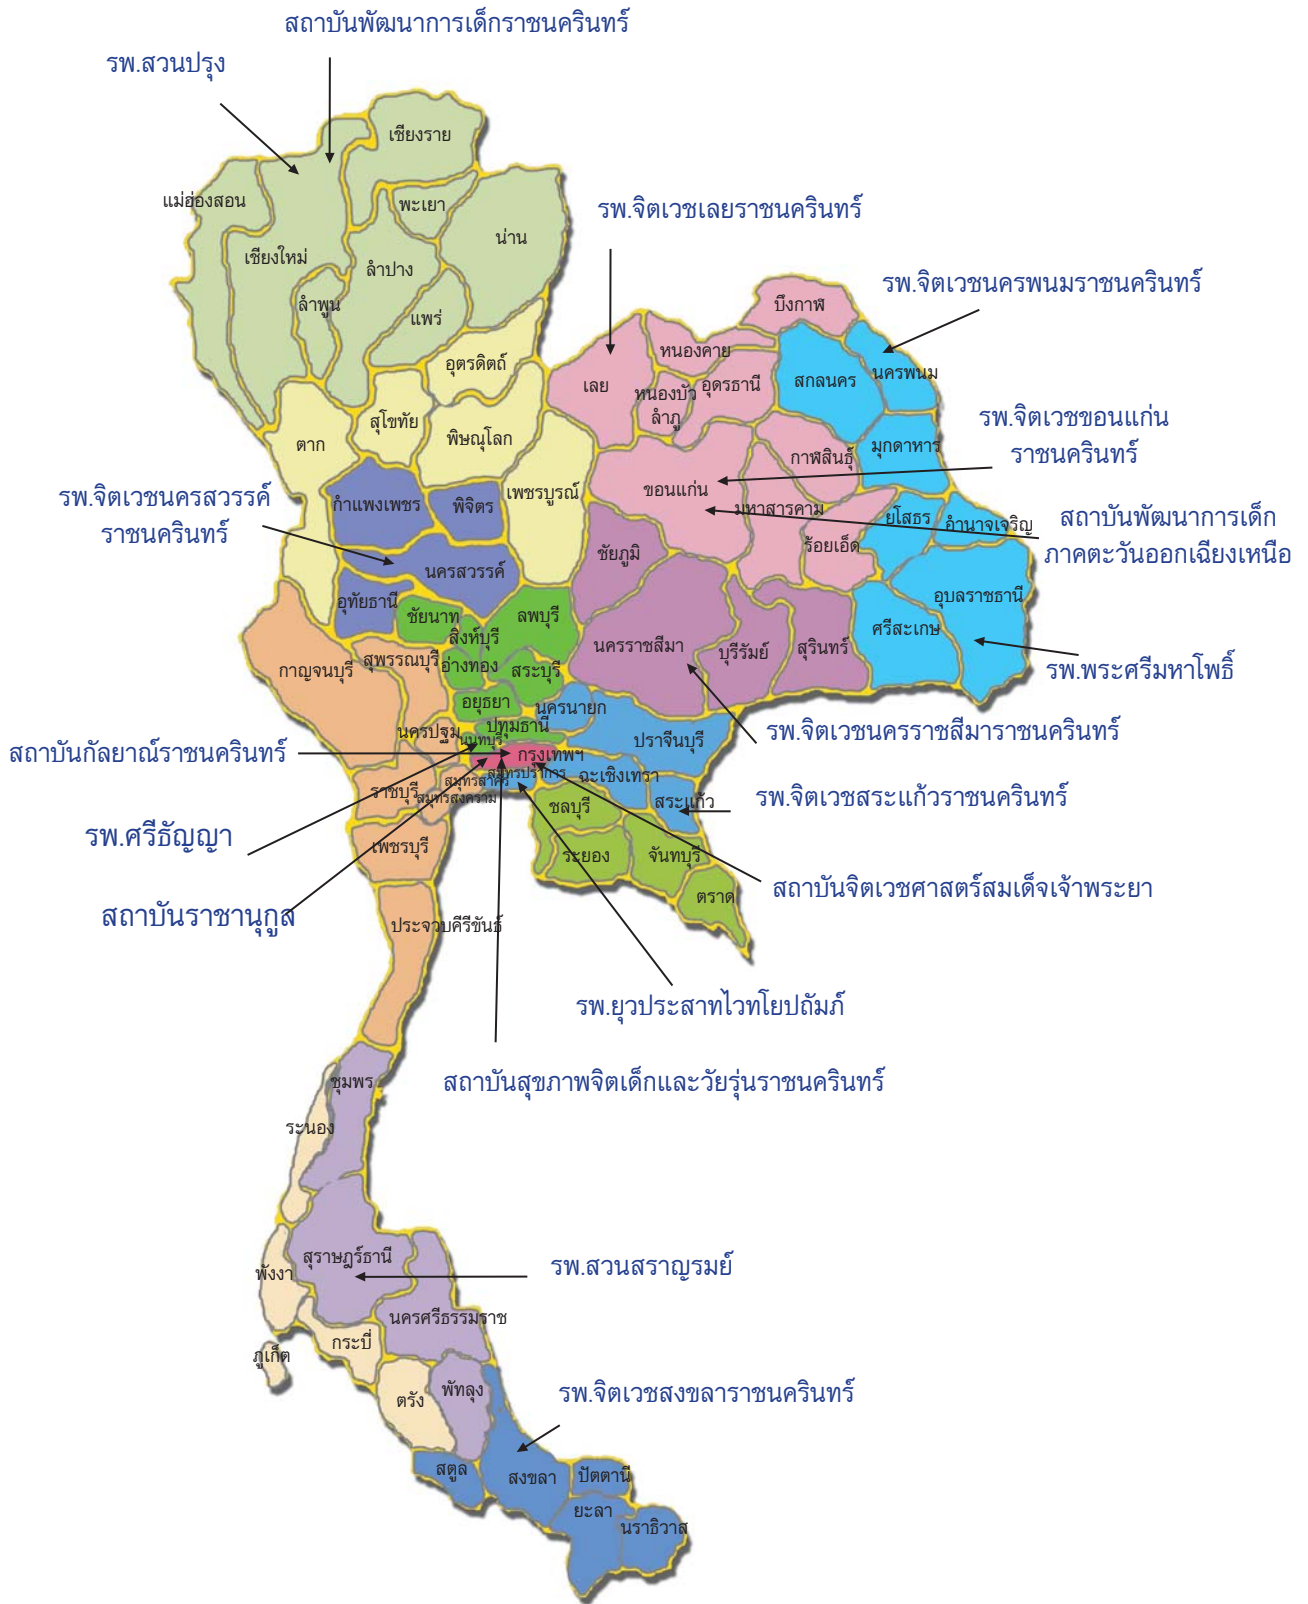 สถาบันพัฒนาการเด็กราชนครินทร์
รพ.สวนปรุง
เชียงราย
แม่ฮ่องสอน
พะเยา
รพ.จิตเวชเลยราชนครินทร์
น่าน
เชียงใหม่
ลำปาง
รพ.จิตเวชนครพนมราชนครินทร์
ลำพูน
บึงกาฬ
แพร่
หนองคาย
อุตรดิตถ์
เลย
หนองบัว
ลำภู
อุดรธานี
สกลนคร
นครพนม
สุโขทัย
รพ.จิตเวชขอนแก่น
ราชนครินทร์
ตาก
พิษณุโลก
มุกดาหาร
กาฬสินธุ์
รพ.จิตเวชนครสวรรค์
ราชนครินทร์
กำแพงเพชร
พิจิตร
เพชรบูรณ์
ขอนแก่น
มหาสารคาม
ยโสธร
อำนาจเจริญ
สถาบันพัฒนาการเด็ก
ภาคตะวันออกเฉียงเหนือ
ร้อยเอ็ด
ชัยภูมิ
นครสวรรค์
อุทัยธานี
อุบลราชธานี
ชัยนาท
ลพบุรี
สิงห์บุรี
ศรีสะเกษ
นครราชสีมา
บุรีรัมย์
สุรินทร์
สุพรรณบุรี
กาญจนบุรี
อ่างทอง
สระบุรี
รพ.พระศรีมหาโพธิ์
อยุธยา
นครนายก
นครปฐม
ปทุมธานี
รพ.จิตเวชนครราชสีมาราชนครินทร์
นนทบุรี
ปราจีนบุรี
สถาบันกัลยาณ์ราชนครินทร์
กรุงเทพฯ
สมุทรปราการ
ฉะเชิงเทรา
สมุทรสาคร
ราชบุรี
สมุทรสงคราม
สระแก้ว
รพ.จิตเวชสระแก้วราชนครินทร์
ชลบุรี
รพ.ศรีธัญญา
เพชรบุรี
ระยอง
จันทบุรี
สถาบันจิตเวชศาสตร์สมเด็จเจ้าพระยา
ตราด
สถาบันราชานุกูล
ประจวบคีรีขันธ์
รพ.ยุวประสาทไวทโยปถัมภ์
สถาบันสุขภาพจิตเด็กและวัยรุ่นราชนครินทร์
ชุมพร
ระนอง
สุราษฎร์ธานี
รพ.สวนสราญรมย์
พังงา
นครศรีธรรมราช
กระบี่
ภูเก็ต
พัทลุง
ตรัง
รพ.จิตเวชสงขลาราชนครินทร์
สตูล
สงขลา
ปัตตานี
ยะลา
นราธิวาส